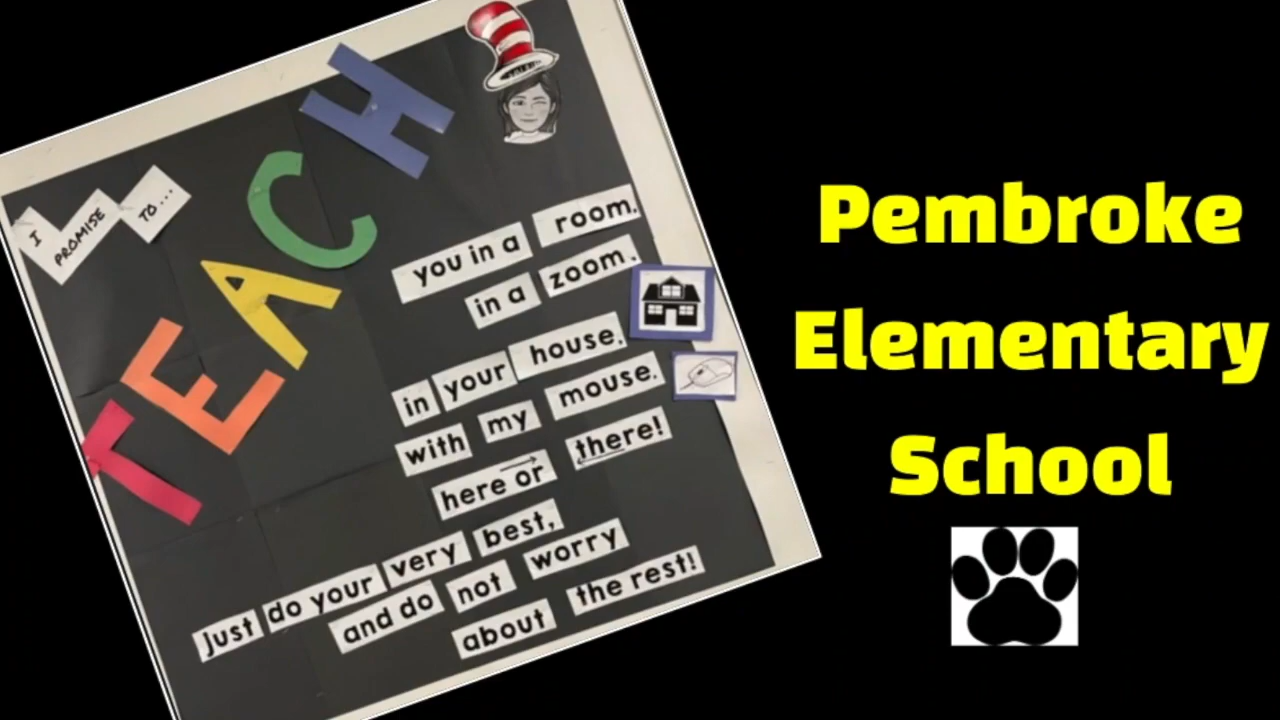 I PROMISE TO...
TEACH
you in a room.
in a zoom.
in your house.
with my mouse.
here or there!
Just do your very best,
and do not worry
about the rest!
Pembroke
Elementary
School